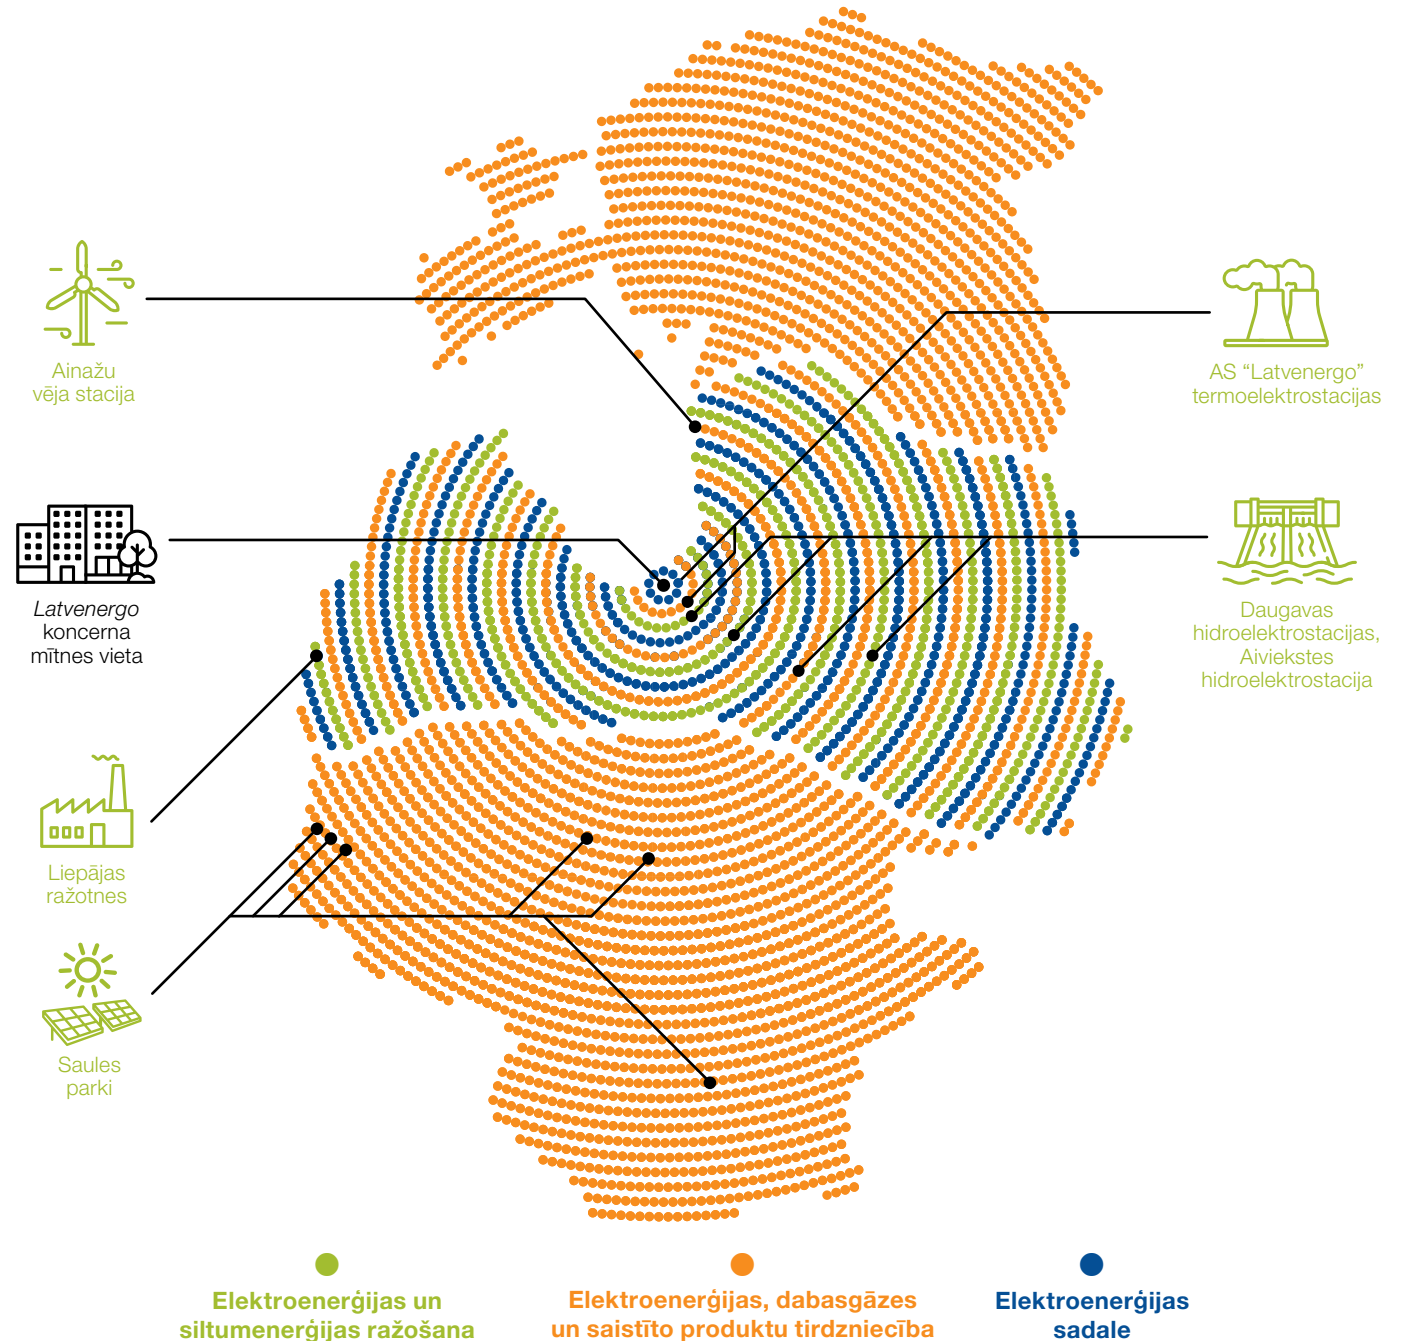 Ainažu
vēja stacija
AS “Latvenergo”
termoelektrostacijas
Latvenergo
koncerna
mītnes vieta
Daugavas
hidroelektrostacijas,
Aiviekstes
hidroelektrostacija
Liepājas
ražotnes
Saules
parki
Elektroenerģijas un
siltumenerģijas ražošana
Elektroenerģijas, dabasgāzes
un saistīto produktu tirdzniecība
Elektroenerģijas
sadale